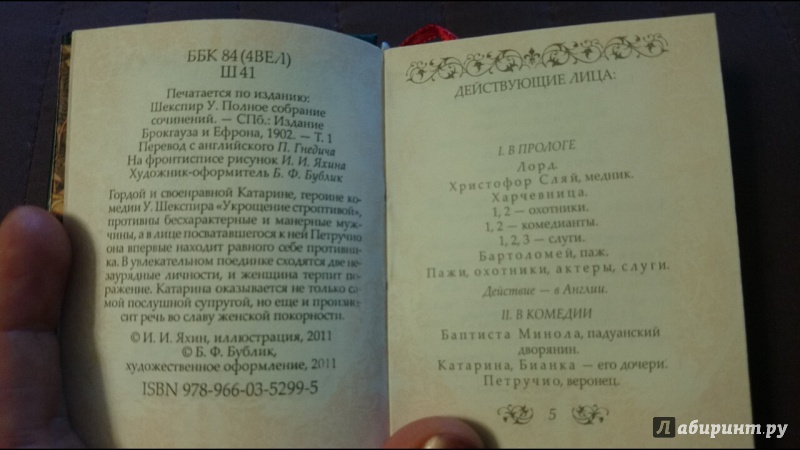 ББК 84 (4ВЕЛ)
Ш 41
Печатается по изданию:
Шекспир У. Полное собрание
сочинений. — СПб.: Издание
Брокгауза и Ефрона, 1902. — Т. 1
Перевод с английского П. Гнедича
На фронтисписе рисунок И. И. Яхина
Художник-оформитель Б. Ф. Бублик
Гордой и своенравной Катарине, героине ко-
медии У. Шекспира «Укрощение строптивой»,
противны бесхарактерные и манерные муж-
чины, а в лице посватавшегося к ней Петручио
она впервые находит равного себе противни-
ка. В увлекательном поединке сходятся две не-
заурядные личности, и женщина терпит по-
ражение. Катарина оказывается не только са-
мой послушной супругой, но еще и произно-
сит речь во славу женской покорности.
© И. И. Яхин, иллюстрация, 2011
© Б. Ф. Бублик,
художественное оформление, 2011
ISBN 978-966-03-5299-5
ДЕЙСТВУЮЩИЕ ЛИЦА:
I. В ПРОЛОГЕ
Лорд.
Христофор Сляй, медник.
Харчевница.
1, 2 — охотники.
1, 2 — комедианты.
1, 2, 3 — слуги.
Бартоломей, паж.
Пажи, охотники, актеры, слуги.
Действие — в Англии.
II. В КОМЕДИИ
Баптиста Минола, падуанский
дворянин.
Катарина, Бианка — его дочери.
Петручио, веронец.
5
Лабиринт.ру